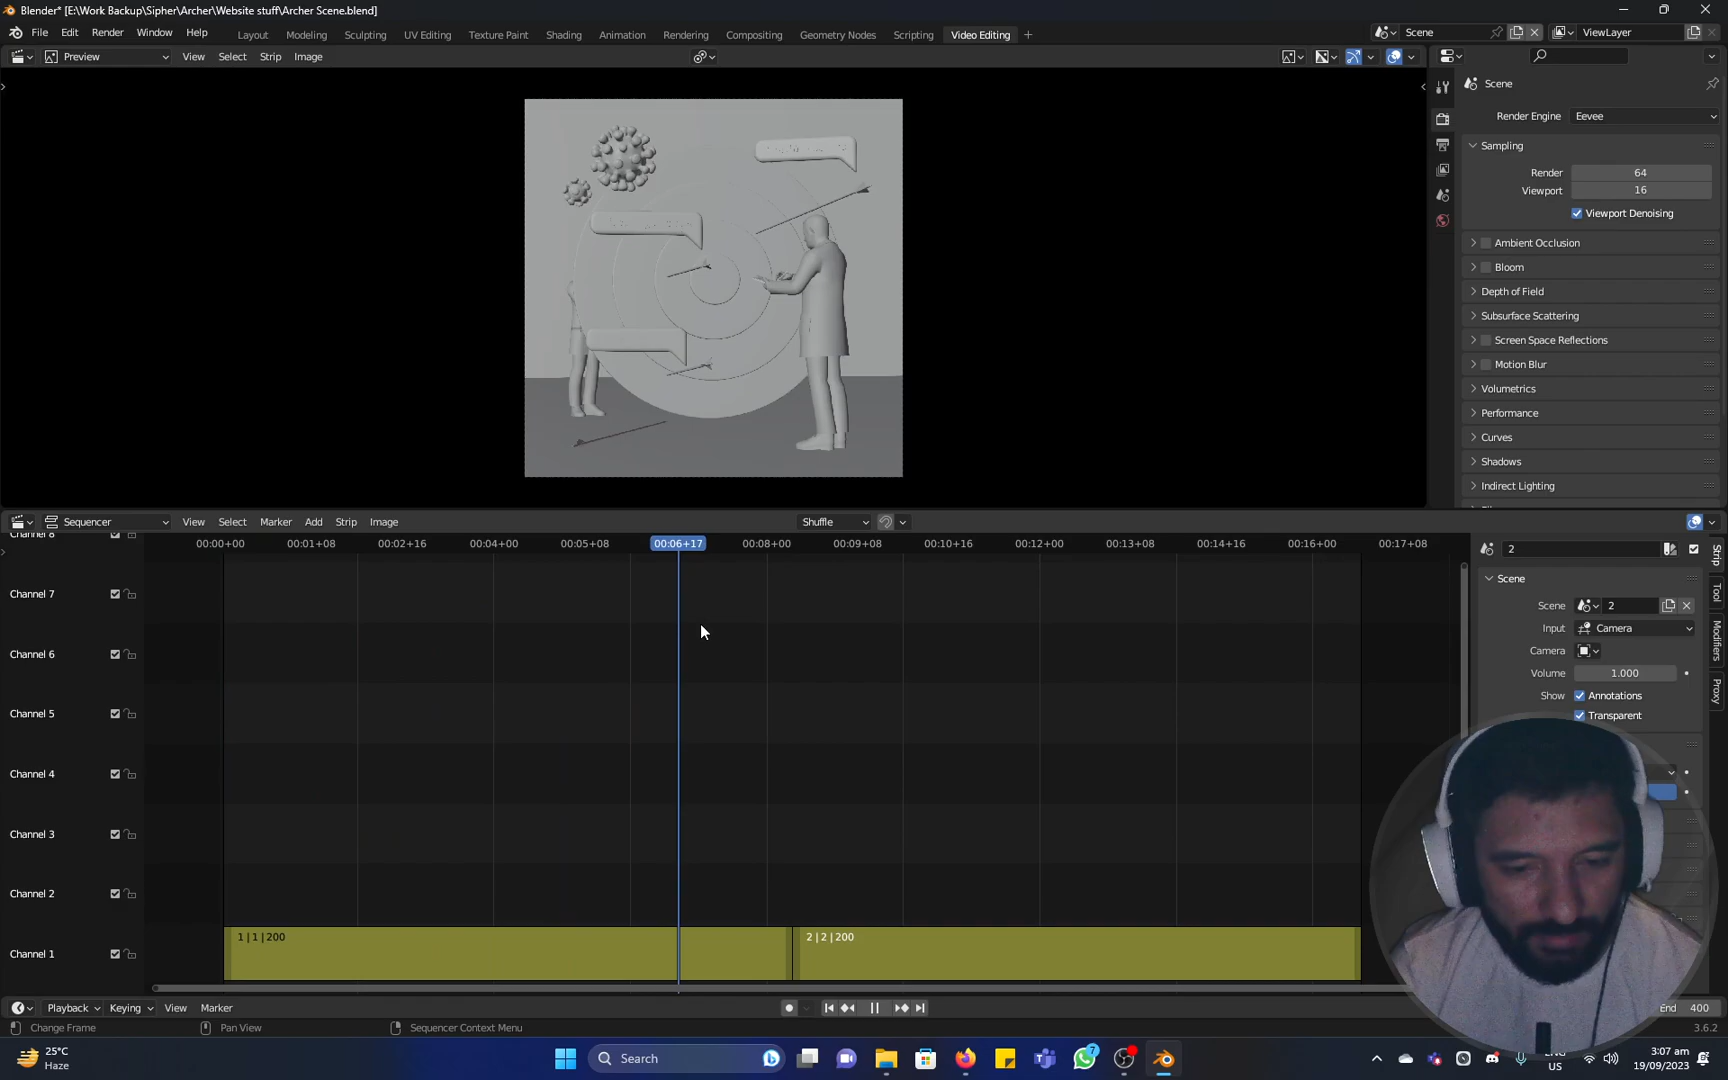 Blender* [E:\Work Backup\Sipher\Archer\Website stuff\Archer Scene.blend]
File Edit Render Window Help Layout Modeling Sculpting UV Editing Texture Paint Shading Animation Rendering Compositing Geometry Nodes Scripting Video Editing + Scene ViewLayer
Preview View Select Strip Image
Scene
Render Engine Eevee
Sampling
Render 64
Viewport 16
Viewport Denoising
Ambient Occlusion
Bloom
Depth of Field
Subsurface Scattering
Screen Space Reflections
Motion Blur
Volumetrics
Performance
Curves
Shadows
Indirect Lighting
Sequencer View Select Marker Add Strip Image Shuffle
Channel 8
00:00+00 00:01+08 00:02+16 00:04+00 00:05+08 00:06+17 00:08+00 00:09+08 00:10+16 00:12+00 00:13+08 00:14+16 00:16+00 00:17+08
2
Strip
Tool
Modifiers
Proxy
Scene
Scene 2
Input Camera
Camera
Volume 1.000
Show Annotations
Transparent
Channel 7
Channel 6
Channel 5
Channel 4
Channel 3
Channel 2
Channel 1
1 | 1 | 200
2 | 2 | 200
Playback Keying View Marker End 400
Change Frame Pan View Sequencer Context Menu 3.6.2
25°C
Haze
Search
7
ENG
US
3:07 am
19/09/2023